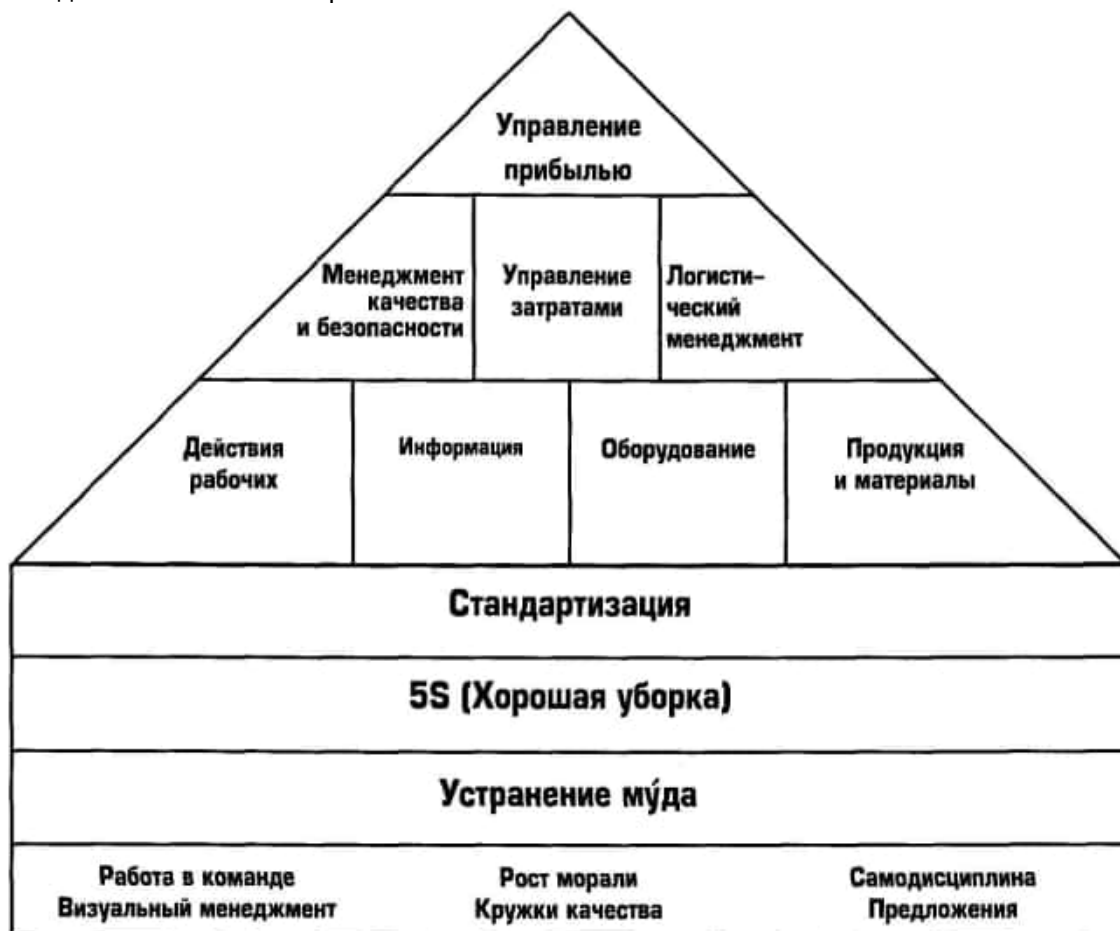 Управление
прибылью
Менеджмент
качества
и безопасности
Управление
затратами
Логисти-
ческий
менеджмент
Действия
рабочих
Информация
Оборудование
Продукция
и материалы
Стандартизация
5S (Хорошая уборка)
Устранение му́да
Работа в команде
Визуальный менеджмент
Рост морали
Кружки качества
Самодисциплина
Предложения